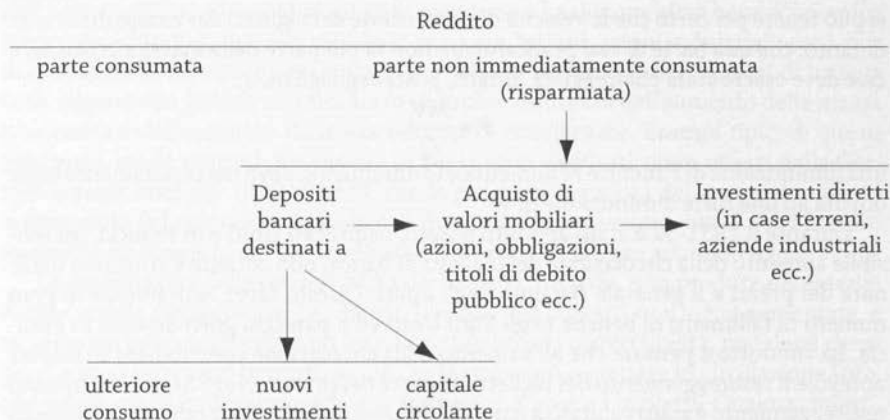 Reddito
parte consumata
parte non immediatamente consumata
(risparmiata)
Depositi
bancari
destinati a
Acquisto di
valori mobiliari
(azioni, obbligazioni,
titoli di debito
pubblico ecc.)
Investimenti diretti
(in case terreni,
aziende industriali
ecc.)
ulteriore
consumo
nuovi
investimenti
capitale
circolante